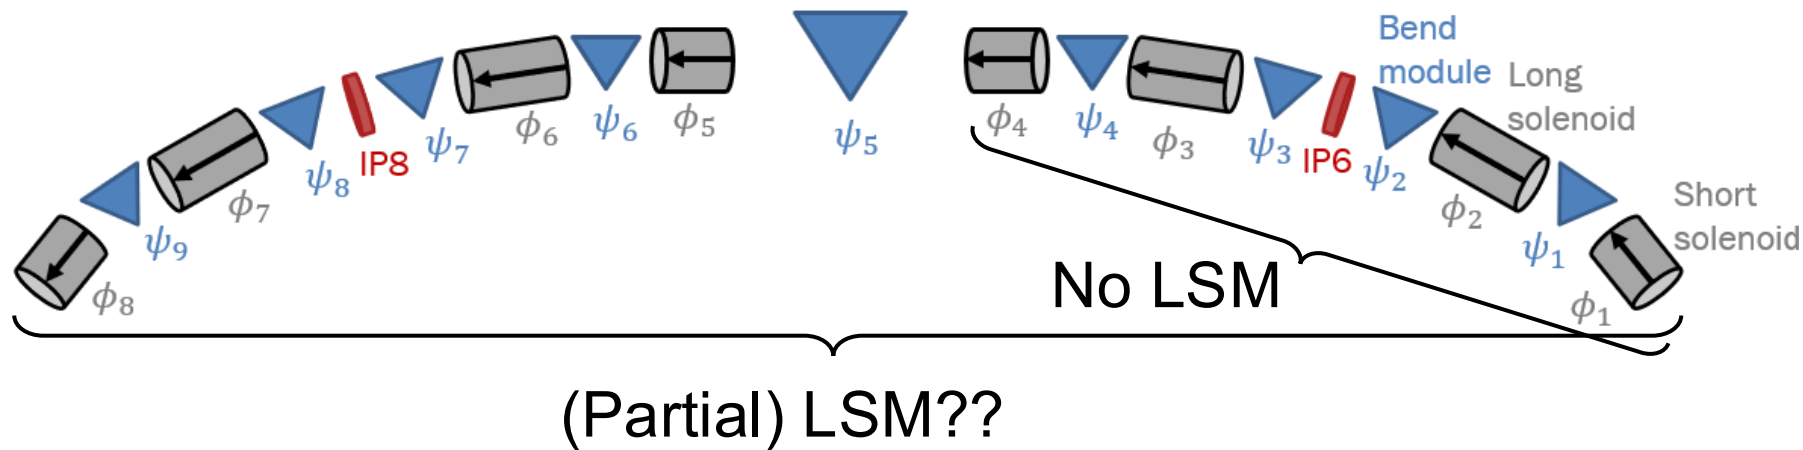 ϕ₈
ψ₉
ϕ₇
ψ₈
IP8
ψ₇
ϕ₆
ψ₆
ϕ₅
ψ₅
ϕ₄
ψ₄
ϕ₃
ψ₃
IP6
ψ₂
Bend
module
Long
solenoid
ϕ₂
ψ₁
Short
solenoid
ϕ₁
No LSM
(Partial) LSM??